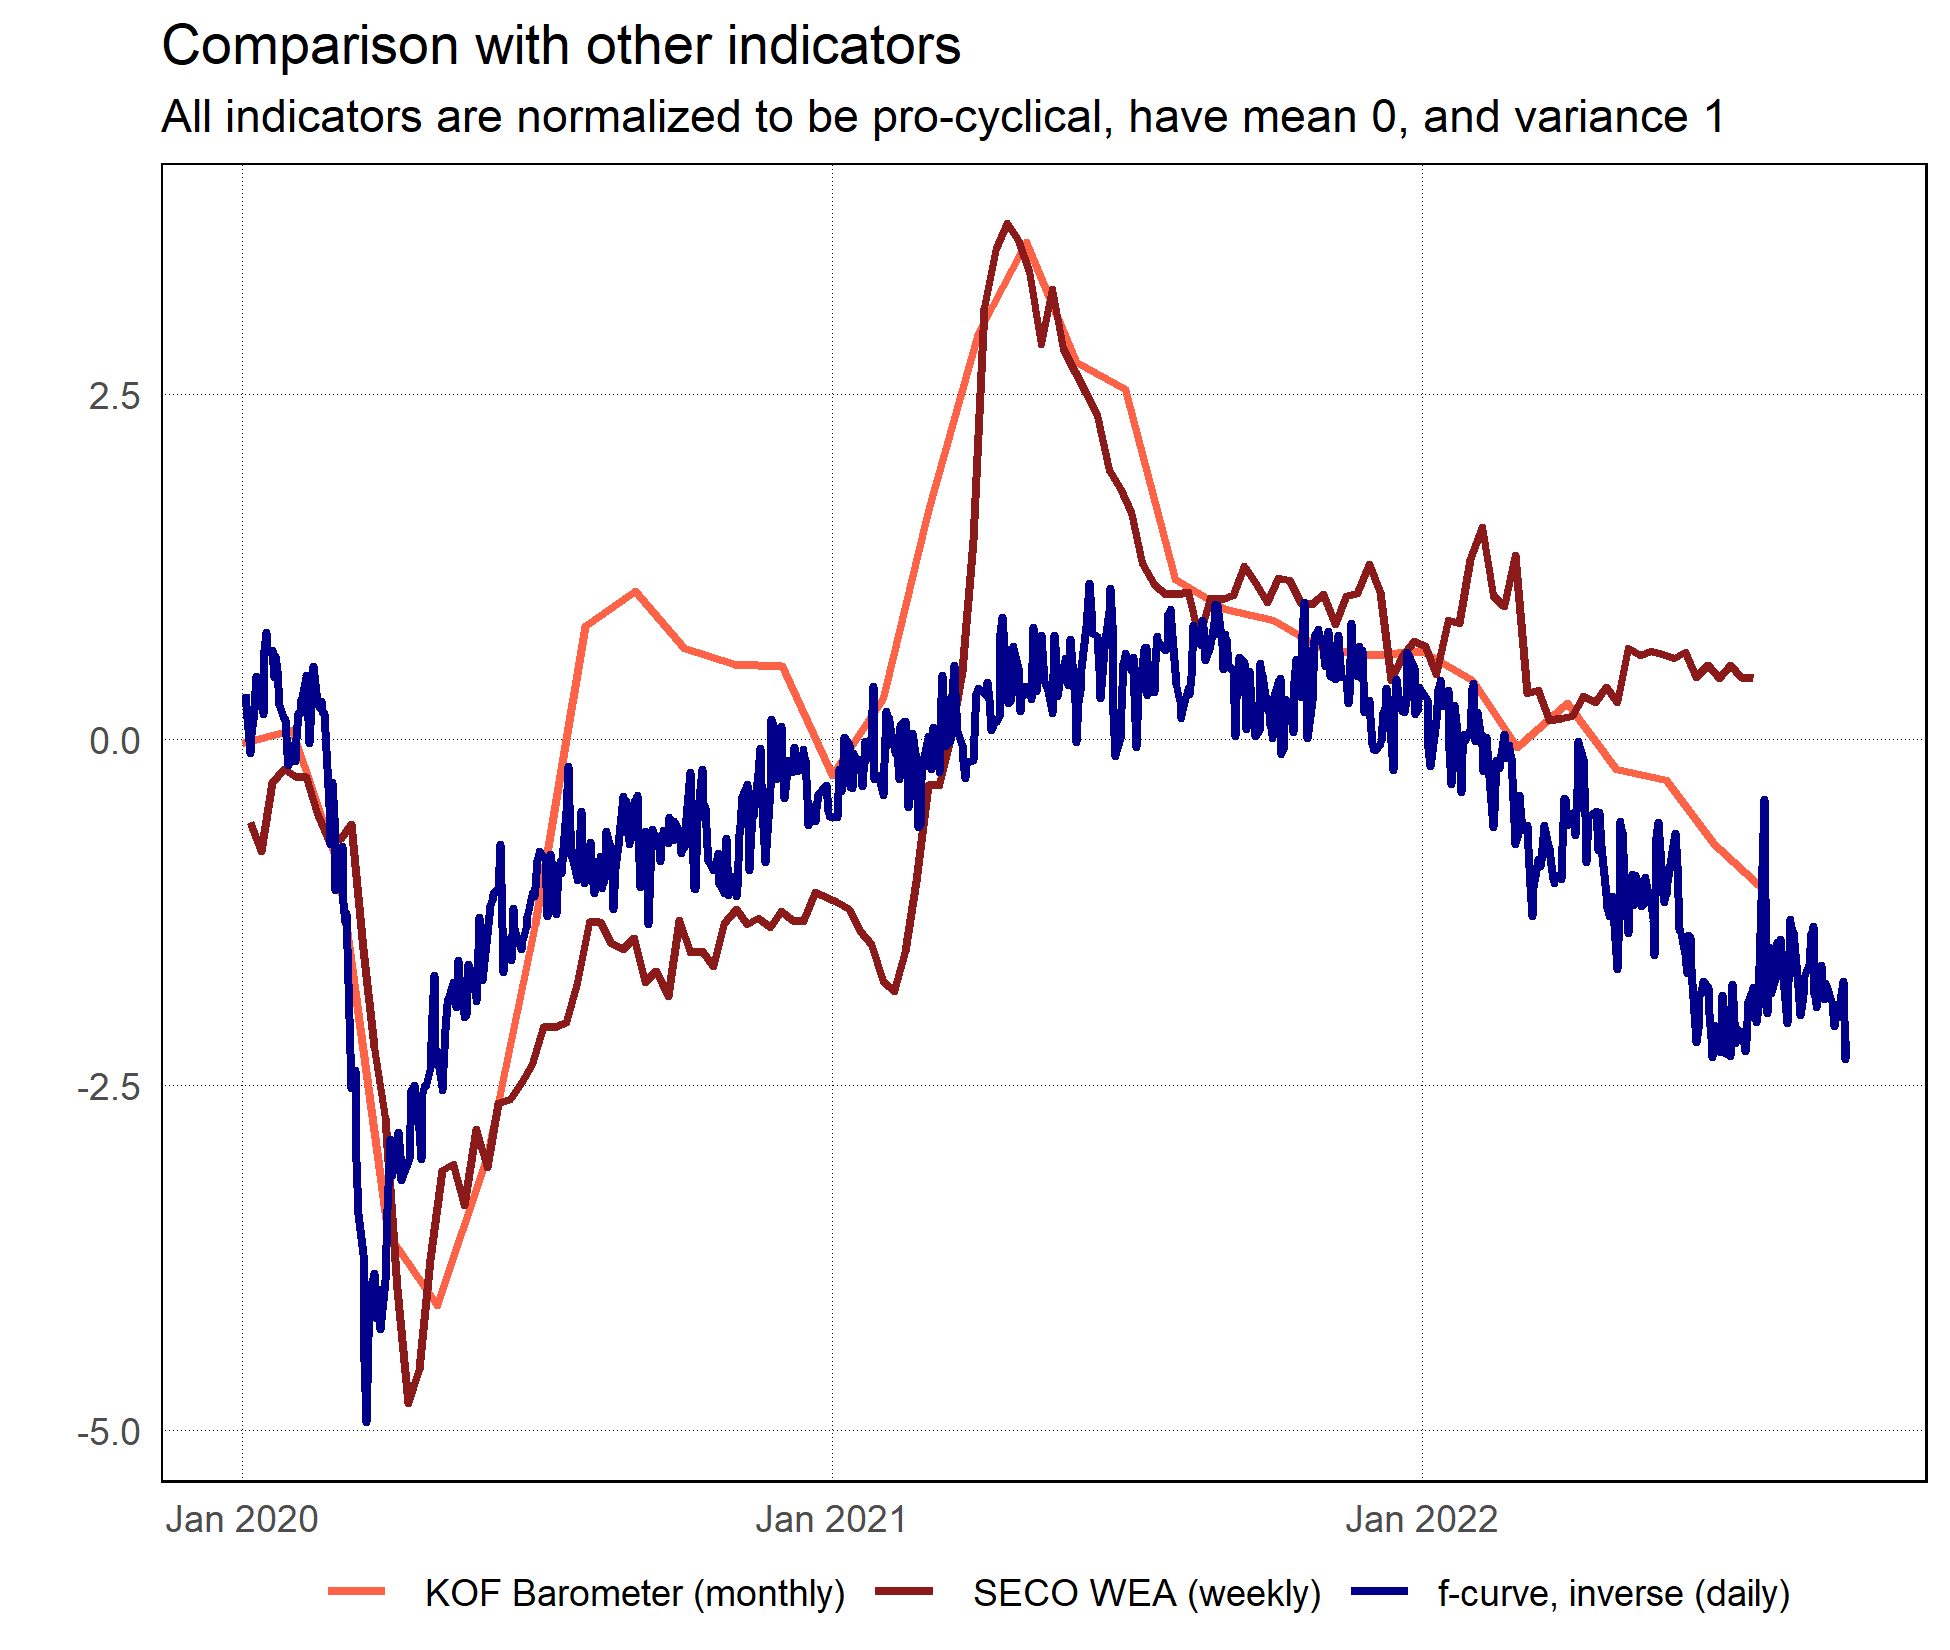 Comparison with other indicators
All indicators are normalized to be pro-cyclical, have mean 0, and variance 1
2.5
0.0
-2.5
-5.0
Jan 2020 Jan 2021 Jan 2022
KOF Barometer (monthly) SECO WEA (weekly) f-curve, inverse (daily)